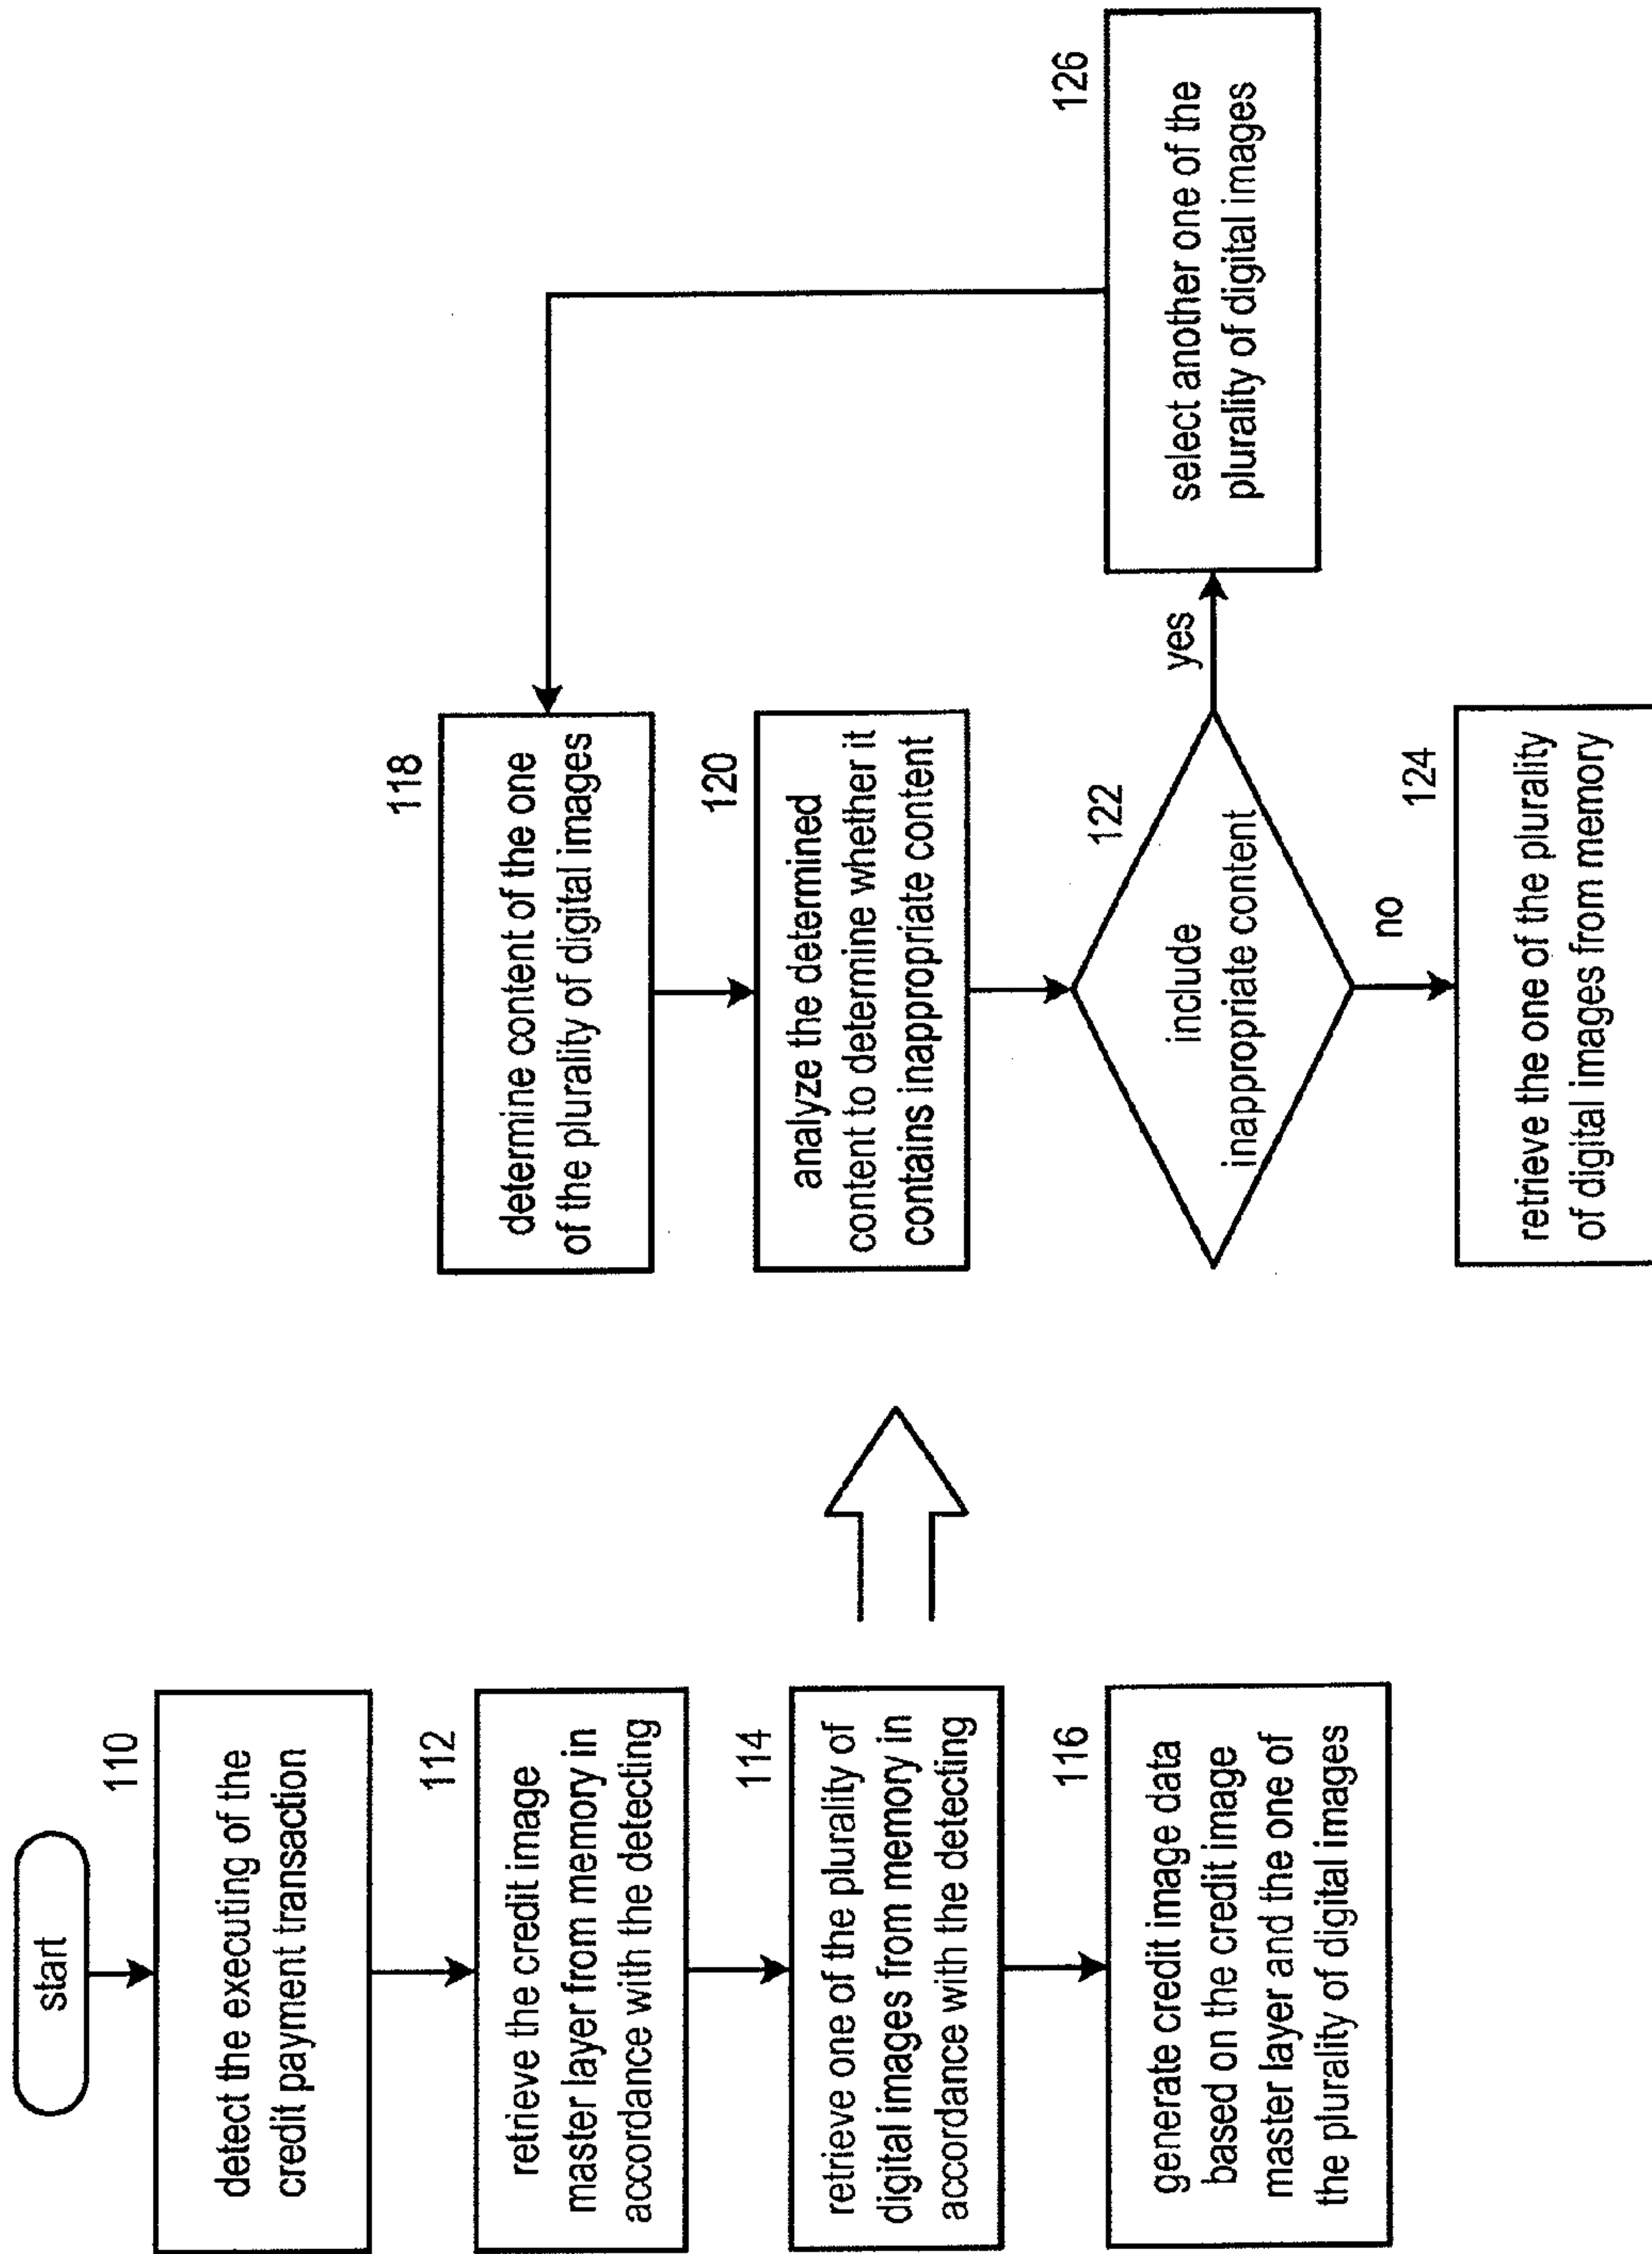 start
110
detect the executing of the
credit payment transaction
112
retrieve the credit image
master layer from memory in
accordance with the detecting
114
retrieve one of the plurality of
digital images from memory in
accordance with the detecting
116
generate credit image data
based on the credit image
master layer and the one of
the plurality of digital images
118
determine content of the one
of the plurality of digital images
120
analyze the determined
content to determine whether it
contains inappropriate content
122
include
inappropriate content
yes
no
124
retrieve the one of the plurality
of digital images from memory
126
select another one of the
plurality of digital images